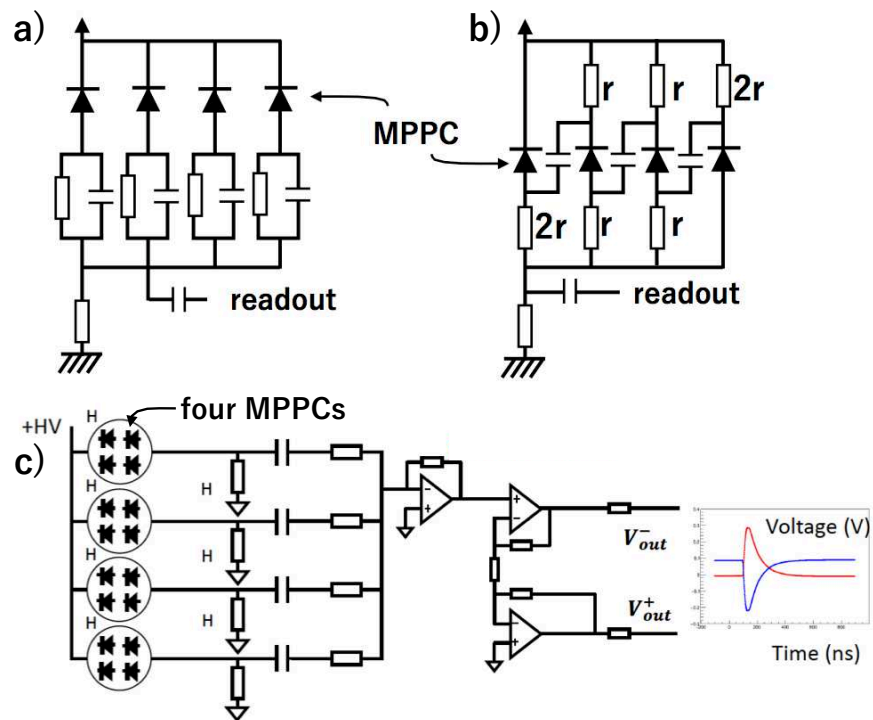 a)
b)
MPPC
r
r
2r
2r
r
r
readout
readout
c)
+HV
H
four MPPCs
H
H
H
H
H
H
V⁻out
V⁺out
Voltage (V)
Time (ns)